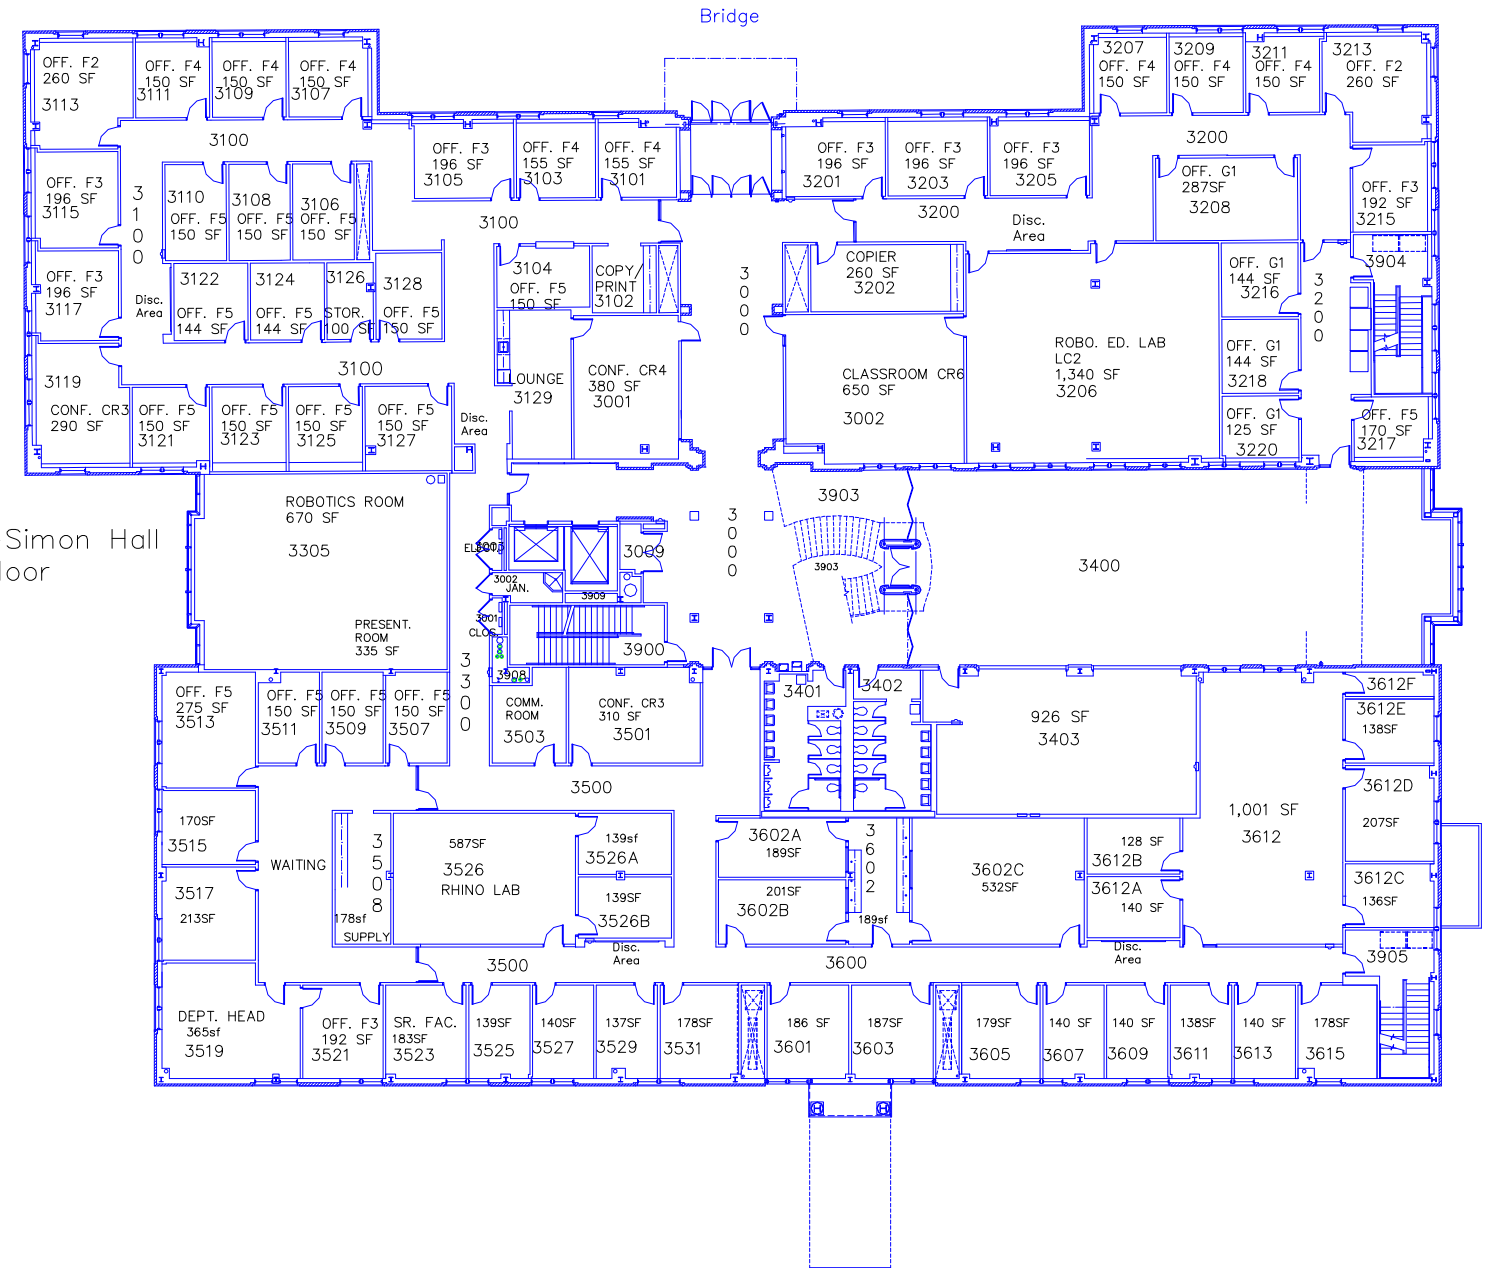 Bridge
OFF. F2
260 SF
3113
OFF. F4
150 SF
3111
OFF. F4
150 SF
3109
OFF. F4
150 SF
3107
3207
OFF. F4
150 SF
3209
OFF. F4
150 SF
3211
OFF. F4
150 SF
3213
OFF. F2
260 SF
3100
OFF. F3
196 SF
3105
OFF. F4
155 SF
3103
OFF. F4
155 SF
3101
OFF. F3
196 SF
3201
OFF. F3
196 SF
3203
OFF. F3
196 SF
3205
3200
OFF. G1
287SF
3208
OFF. F3
192 SF
3215
OFF. F3
196 SF
3115
3100
3110
OFF. F5
150 SF
3108
OFF. F5
150 SF
3106
OFF. F5
150 SF
3100
3200
Disc.
Area
OFF. F3
196 SF
3117
Disc.
Area
3122
OFF. F5
144 SF
3124
OFF. F5
144 SF
3126
STOR.
100 SF
3128
OFF. F5
150 SF
3104
OFF. F5
150 SF
COPY/
PRINT
3102
3000
COPIER
260 SF
3202
OFF. G1
144 SF
3216
3200
3904
ROBO. ED. LAB
LC2
1,340 SF
3206
OFF. G1
144 SF
3218
3100
3119
CONF. CR3
290 SF
OFF. F5
150 SF
3121
OFF. F5
150 SF
3123
OFF. F5
150 SF
3125
OFF. F5
150 SF
3127
Disc.
Area
LOUNGE
3129
CONF. CR4
380 SF
3001
CLASSROOM CR6
650 SF
3002
OFF. G1
125 SF
3220
OFF. F5
170 SF
3217
Simon Hall
loor
ROBOTICS ROOM
670 SF
3305
PRESENT.
ROOM
335 SF
ELECT.
3003
3002
JAN.
3001
CLOS.
3909
3009
3900
3908
3000
3903
3903
3400
3300
OFF. F5
275 SF
3513
OFF. F5
150 SF
3511
OFF. F5
150 SF
3509
OFF. F5
150 SF
3507
COMM.
ROOM
3503
CONF. CR3
310 SF
3501
3401
3402
926 SF
3403
3612F
3612E
138SF
3612D
207SF
1,001 SF
3612
3500
170SF
3515
WAITING
3508
178sf
SUPPLY
587SF
3526
RHINO LAB
139sf
3526A
139SF
3526B
3602A
189SF
201SF
3602B
3602
189sf
3602C
532SF
128 SF
3612B
3612A
140 SF
3612C
136SF
3517
213SF
Disc.
Area
Disc.
Area
3500
3600
3905
DEPT. HEAD
365sf
3519
OFF. F3
192 SF
3521
SR. FAC.
183SF
3523
139SF
3525
140SF
3527
137SF
3529
178SF
3531
186 SF
3601
187SF
3603
179SF
3605
140 SF
3607
140 SF
3609
138SF
3611
140 SF
3613
178SF
3615